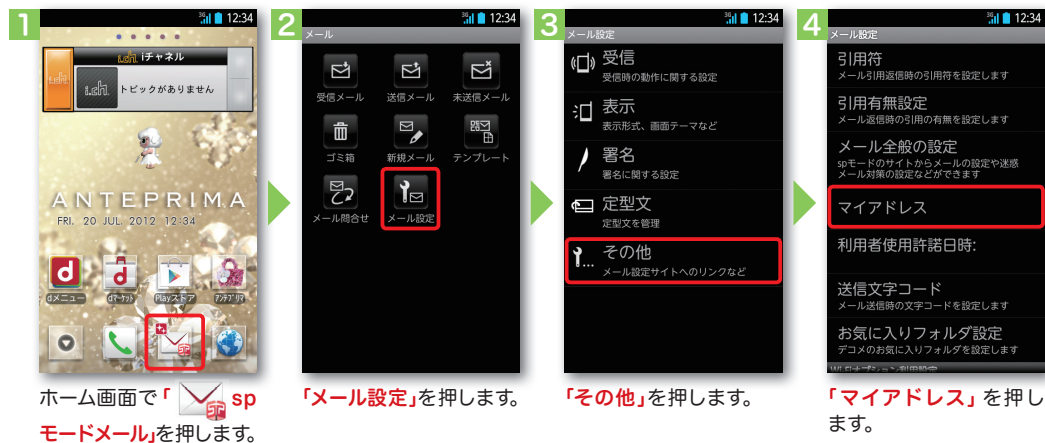 1
3G 12:34
i.ch iチャネル
i.ch
i.ch. トピックがありません
ANTEPRIMA
FRI. 20 JUL. 2012 12:34
d d
dメニュー dマーケット Playストア アンテプリマ
ホーム画面で「 sp
モードメール」を押します。
2
3G 12:34
メール
受信メール 送信メール 未送信メール
ゴミ箱 新規メール テンプレート
メール問合せ メール設定
「メール設定」を押します。
3
3G 12:34
メール設定
受信
受信時の動作に関する設定
表示
表示形式、画面テーマなど
署名
署名に関する設定
定型文
定型文を管理
その他
メール設定サイトへのリンクなど
「その他」を押します。
4
3G 12:34
メール設定
引用符
メール引用返信時の引用符を設定します
引用有無設定
メール返信時の引用の有無を設定します
メール全般の設定
spモードのサイトからメールの設定や迷惑
メール対策の設定などができます
マイアドレス
利用者使用許諾日時:
送信文字コード
メール送信時の文字コードを設定します
お気に入りフォルダ設定
デコメのお気に入りフォルダを設定します
Wi-Fiオプション利用設定
「マイアドレス」を押し
ます。